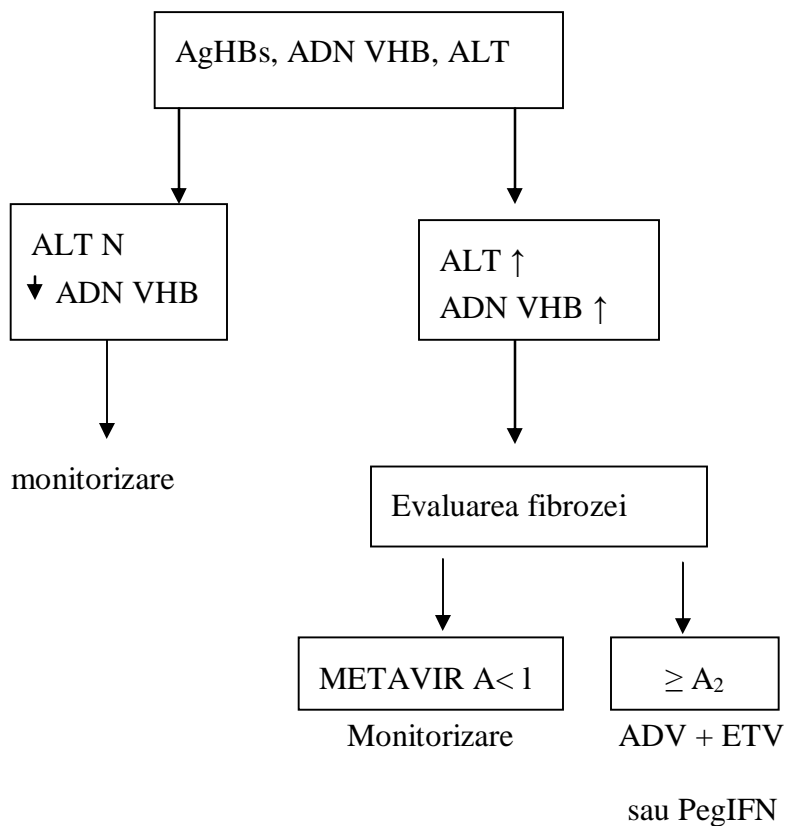 AgHBs, ADN VHB, ALT
ALT N
↓ ADN VHB
ALT ↑
ADN VHB ↑
monitorizare
Evaluarea fibrozei
METAVIR A< l
≥ A₂
Monitorizare
ADV + ETV
sau PegIFN